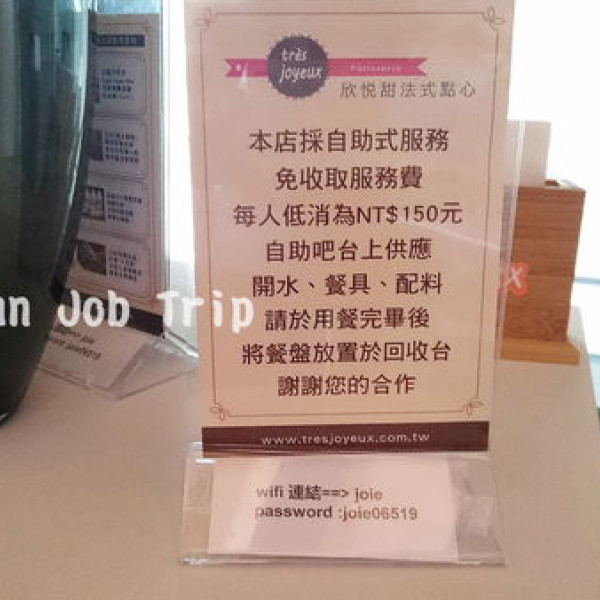 très
joyeux
Patisserie
欣悦甜法式點心
本店採自助式服務
免收取服務費
每人低消為NT$150元
自助吧台上供應
開水、餐具、配料
請於用餐完畢後
將餐盤放置於回收台
謝謝您的合作
www.tresjoyeux.com.tw
an Job Trip
wifi 連結==> joie
password :joie06519